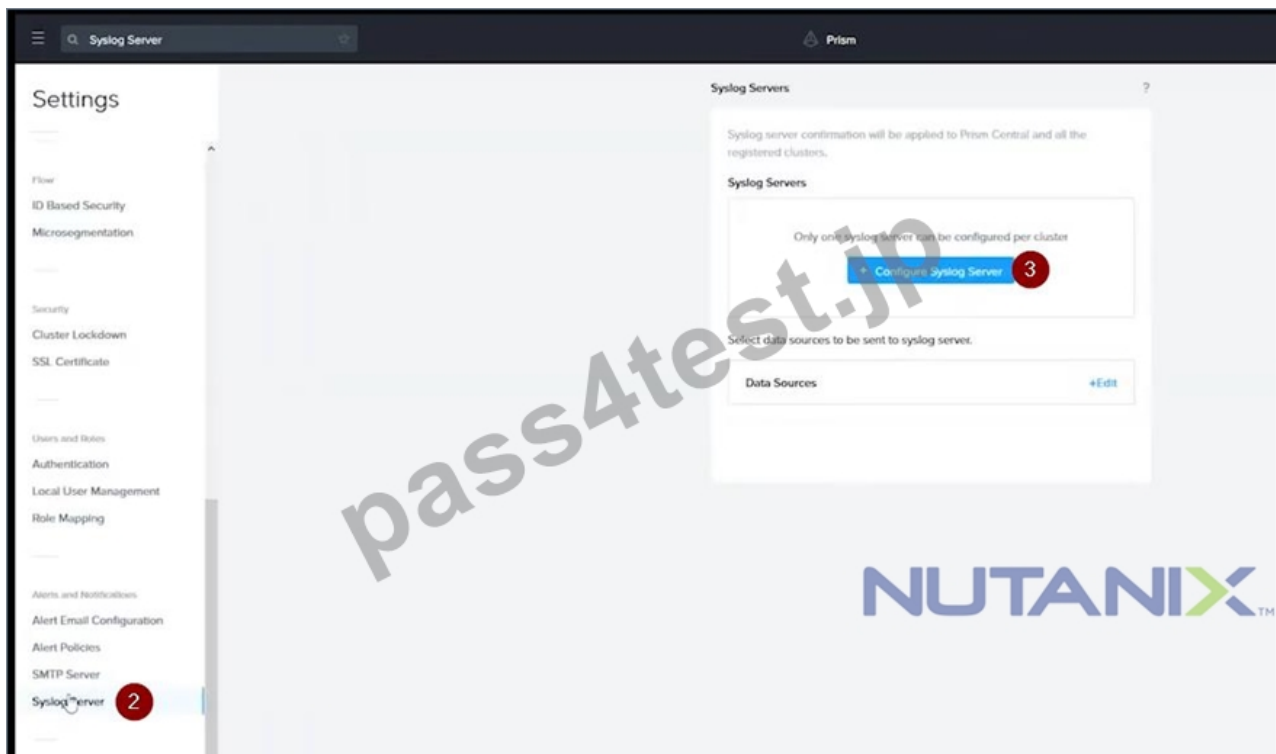 Syslog Server
Prism
Settings
Flow
ID Based Security
Microsegmentation
Security
Cluster Lockdown
SSL Certificate
Users and Roles
Authentication
Local User Management
Role Mapping
Alerts and Notifications
Alert Email Configuration
Alert Policies
SMTP Server
Syslog Server
2
Syslog Servers
?
Syslog server confirmation will be applied to Prism Central and all the
registered clusters.
Syslog Servers
Only one syslog server can be configured per cluster
+ Configure Syslog Server
3
Select data sources to be sent to syslog server.
Data Sources
+Edit
pass4test.jp
NUTANIX™